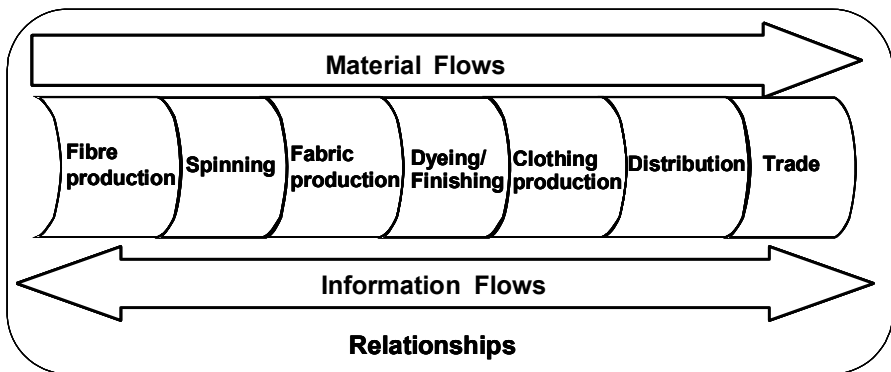 Material Flows
Fibre
production
Spinning
Fabric
production
Dyeing/
Finishing
Clothing
production
Distribution
Trade
Information Flows
Relationships